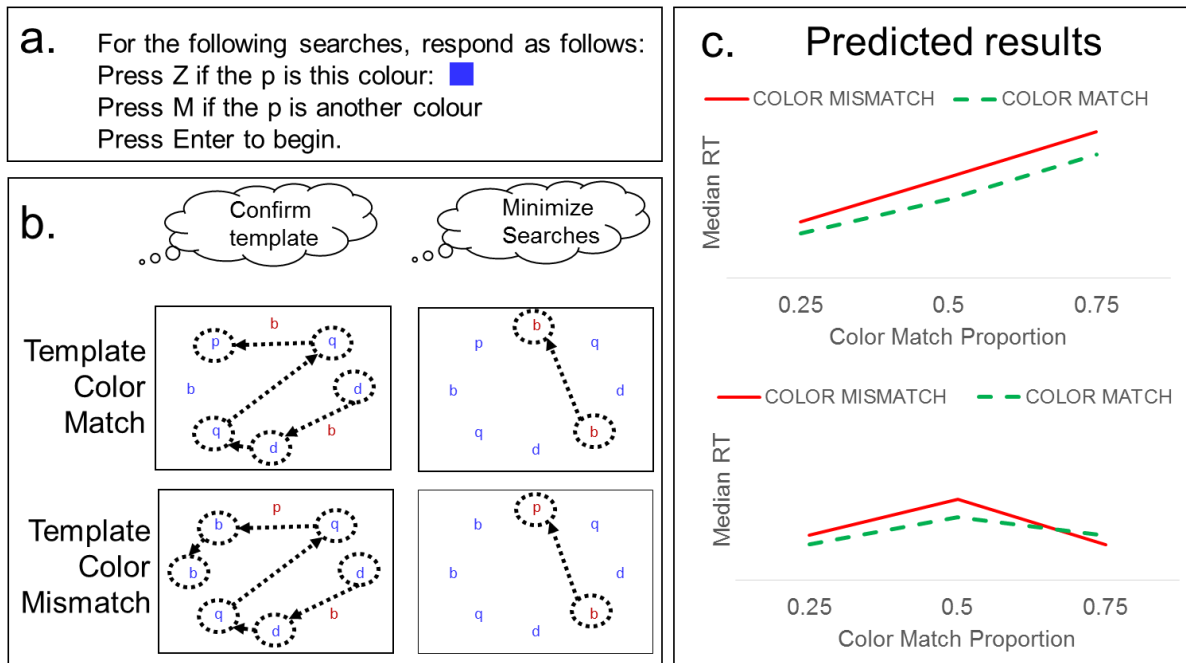 a.
For the following searches, respond as follows:
Press Z if the p is this colour:
Press M if the p is another colour
Press Enter to begin.
b.
Confirm
template
Minimize
Searches
Template
Color
Match
b
p
q
b
d
q
b
d
b
p
q
b
d
q
b
d
Template
Color
Mismatch
p
b
q
b
d
q
b
d
p
b
q
b
d
q
b
d
c.
Predicted results
COLOR MISMATCH COLOR MATCH
Median RT
0.25 0.5 0.75
Color Match Proportion
COLOR MISMATCH COLOR MATCH
Median RT
0.25 0.5 0.75
Color Match Proportion